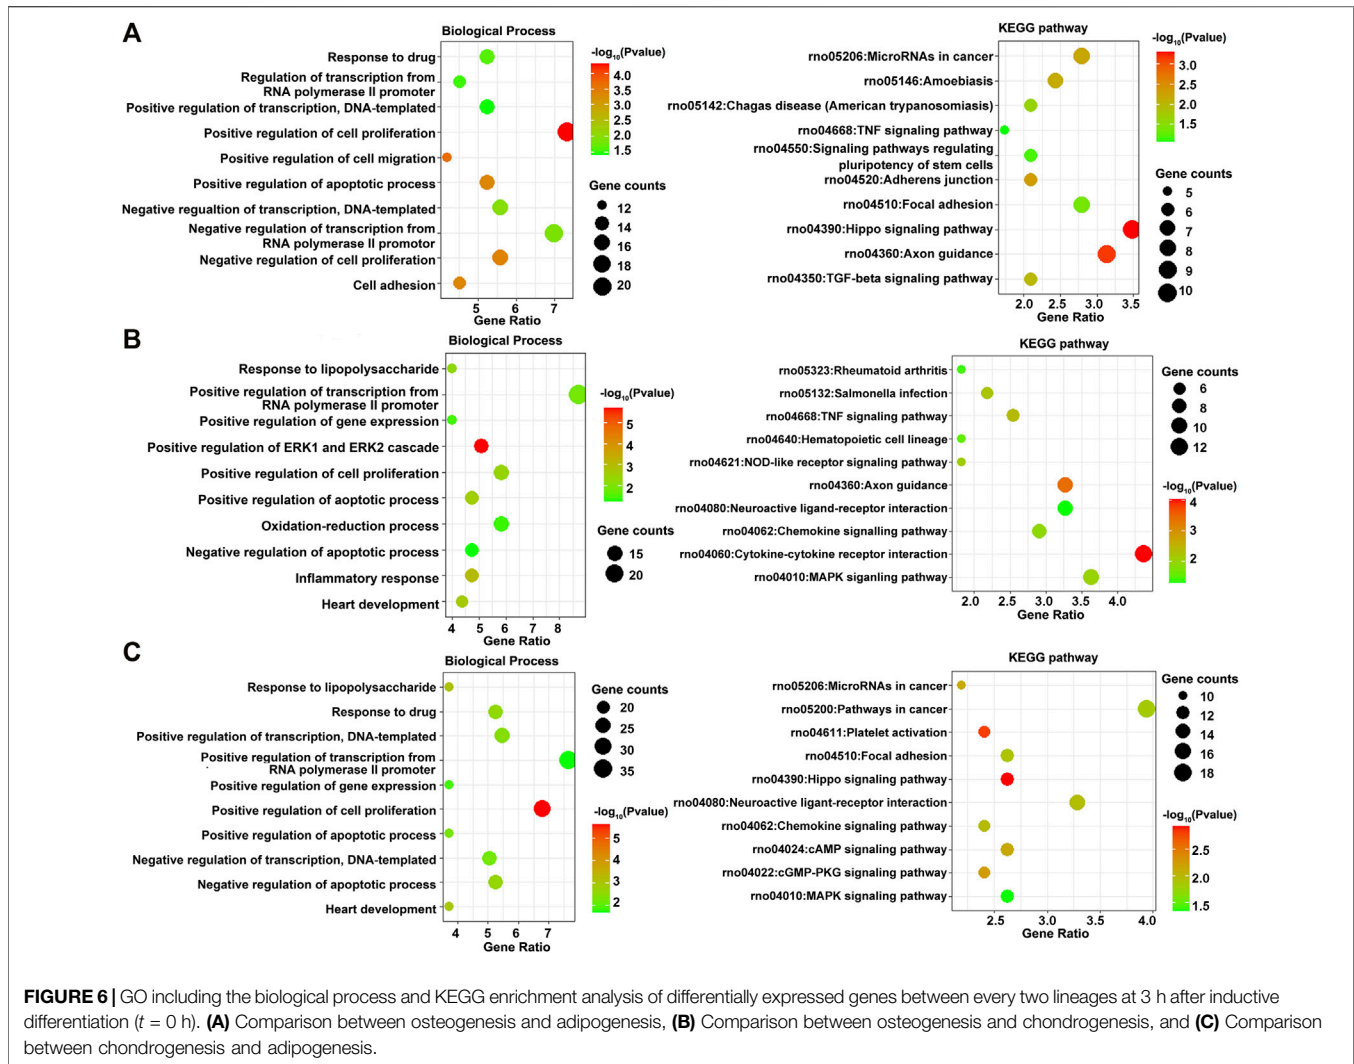 A
Biological Process
Response to drug
Regulation of transcription from
RNA polymerase II promoter
Positive regulation of transcription, DNA-templated
Positive regulation of cell proliferation
Positive regulation of cell migration
Positive regulation of apoptotic process
Negative regualtion of transcription, DNA-templated
Negative regulation of transcription from
RNA polymerase II promotor
Negative regulation of cell proliferation
Cell adhesion
5 6 7
Gene Ratio
-log10(Pvalue)
4.0
3.5
3.0
2.5
2.0
1.5
Gene counts
12
14
16
18
20
KEGG pathway
rno05206:MicroRNAs in cancer
rno05146:Amoebiasis
rno05142:Chagas disease (American trypanosomiasis)
rno04668:TNF signaling pathway
rno04550:Signaling pathways regulating
pluripotency of stem cells
rno04520:Adherens junction
rno04510:Focal adhesion
rno04390:Hippo signaling pathway
rno04360:Axon guidance
rno04350:TGF-beta signaling pathway
2.0 2.5 3.0 3.5
Gene Ratio
-log10(Pvalue)
3.0
2.5
2.0
1.5
Gene counts
5
6
7
8
9
10
B
Biological Process
Response to lipopolysaccharide
Positive regulation of transcription from
RNA polymerase II promoter
Positive regulation of gene expression
Positive regulation of ERK1 and ERK2 cascade
Positive regulation of cell proliferation
Positive regulation of aoptotic process
Oxidation-reduction process
Negative regulation of apoptotic process
Inflammatory response
Heart development
4 5 6 7 8
Gene Ratio
-log10(Pvalue)
5
4
3
2
Gene counts
15
20
KEGG pathway
rno05323:Rheumatoid arthritis
rno05132:Salmonella infection
rno04668:TNF signaling pathway
rno04640:Hematopoietic cell lineage
rno04621:NOD-like receptor signaling pathway
rno04360:Axon guidance
rno04080:Neuroactive ligand-receptor interaction
rno04062:Chemokine signalling pathway
rno04060:Cytokine-cytokine receptor interaction
rno04010:MAPK siganling pathway
2.0 2.5 3.0 3.5 4.0
Gene Ratio
Gene counts
6
8
10
12
-log10(Pvalue)
4
3
2
C
Biological Process
Response to lipopolysaccharide
Response to drug
Positive regulation of transcription, DNA-templated
Positive regulation of transcription from
RNA polymerase II promoter
Positive regulation of gene expression
Positive regulation of cell proliferation
Positive regulation of apoptotic process
Negative regulation of transcription, DNA-templated
Negative regulation of apoptotic process
Heart development
4 5 6 7
Gene Ratio
Gene counts
20
25
30
35
-log10(Pvalue)
5
4
3
2
KEGG pathway
rno05206:MicroRNAs in cancer
rno05200:Pathways in cancer
rno04611:Platelet activation
rno04510:Focal adhesion
rno04390:Hippo signaling pathway
rno04080:Neuroactive ligant-receptor interaction
rno04062:Chemokine signaling pathway
rno04024:cAMP signaling pathway
rno04022:cGMP-PKG signaling pathway
rno04010:MAPK signaling pathway
2.5 3.0 3.5 4.0
Gene Ratio
Gene counts
10
12
14
16
18
-log10(Pvalue)
2.5
2.0
1.5
FIGURE 6 | GO including the biological process and KEGG enrichment analysis of differentially expressed genes between every two lineages at 3 h after inductive
differentiation (t = 0 h). (A) Comparison between osteogenesis and adipogenesis, (B) Comparison between osteogenesis and chondrogenesis, and (C) Comparison
between chondrogenesis and adipogenesis.